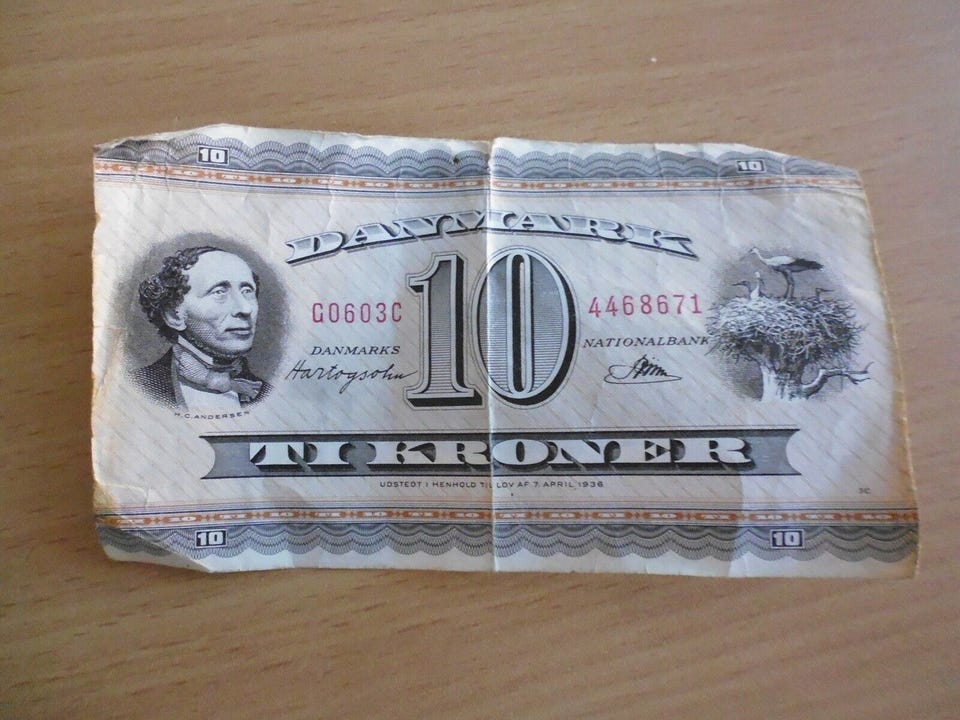 10 10
DANMARK
G0603C 10 4468671
DANMARKS NATIONALBANK
Hartogsohn
H.C. ANDERSEN
TI KRONER
UDSTEDT I HENHOLD TIL LOV AF 7. APRIL 1936
10 10